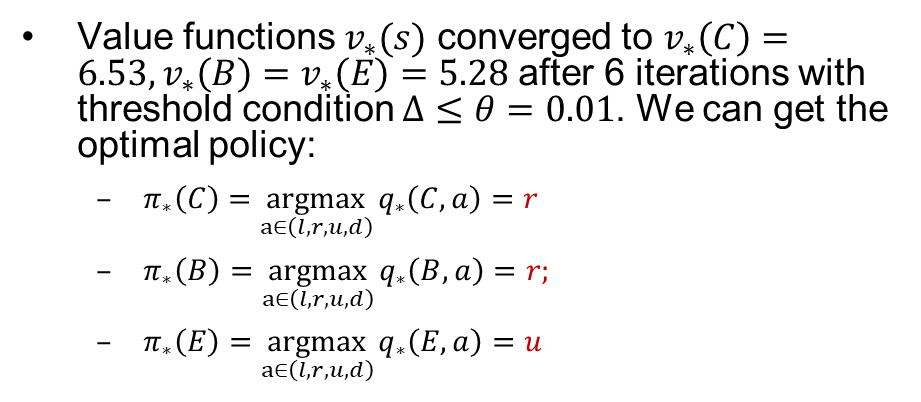 • Value functions 𝑣∗(𝑠) converged to 𝑣∗(𝐶) =
6.53, 𝑣∗(𝐵) = 𝑣∗(𝐸) = 5.28 after 6 iterations with
threshold condition Δ ≤ 𝜃 = 0.01. We can get the
optimal policy:
– 𝜋∗(𝐶) = argmax 𝑞∗(𝐶, 𝑎) = 𝑟
a∈(𝑙,𝑟,𝑢,𝑑)
– 𝜋∗(𝐵) = argmax 𝑞∗(𝐵, 𝑎) = 𝑟;
a∈(𝑙,𝑟,𝑢,𝑑)
– 𝜋∗(𝐸) = argmax 𝑞∗(𝐸, 𝑎) = 𝑢
a∈(𝑙,𝑟,𝑢,𝑑)